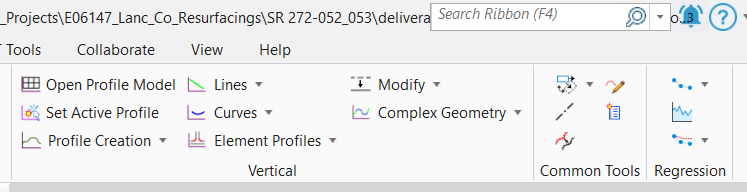 _Projects\E06147_Lanc_Co_Resurfacings\SR 272-052_053\delivera
Search Ribbon (F4)
o..
3
?
T Tools Collaborate View Help
Open Profile Model Lines Modify
Set Active Profile Curves Complex Geometry
Profile Creation Element Profiles
Vertical Common Tools Regression